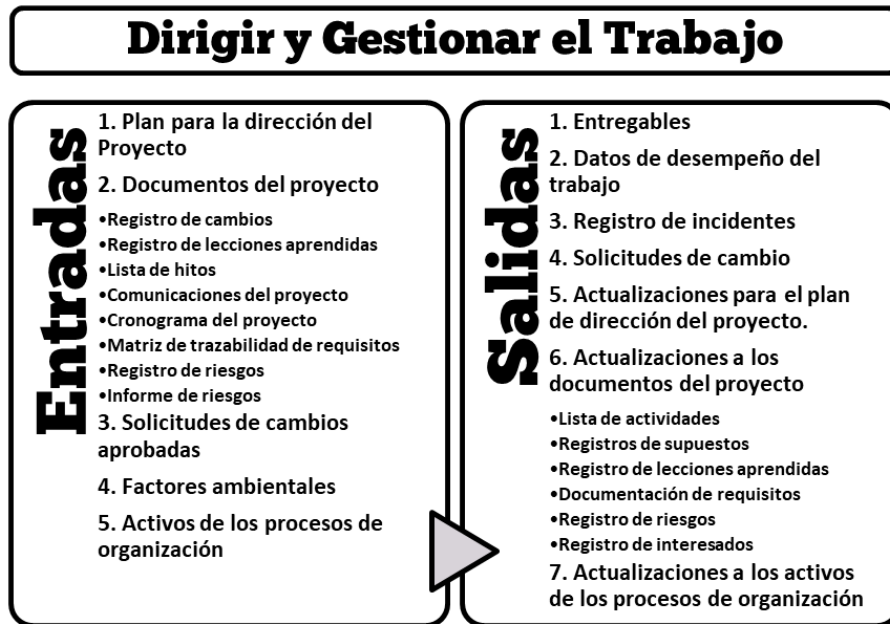 Dirigir y Gestionar el Trabajo
Entradas
1. Plan para la dirección del
Proyecto
2. Documentos del proyecto
•Registro de cambios
•Registro de lecciones aprendidas
•Lista de hitos
•Comunicaciones del proyecto
•Cronograma del proyecto
•Matriz de trazabilidad de requisitos
•Registro de riesgos
•Informe de riesgos
3. Solicitudes de cambios
aprobadas
4. Factores ambientales
5. Activos de los procesos de
organización
Salidas
1. Entregables
2. Datos de desempeño del
trabajo
3. Registro de incidentes
4. Solicitudes de cambio
5. Actualizaciones para el plan
de dirección del proyecto.
6. Actualizaciones a los
documentos del proyecto
•Lista de actividades
•Registros de supuestos
•Registro de lecciones aprendidas
•Documentación de requisitos
•Registro de riesgos
•Registro de interesados
7. Actualizaciones a los activos
de los procesos de organización